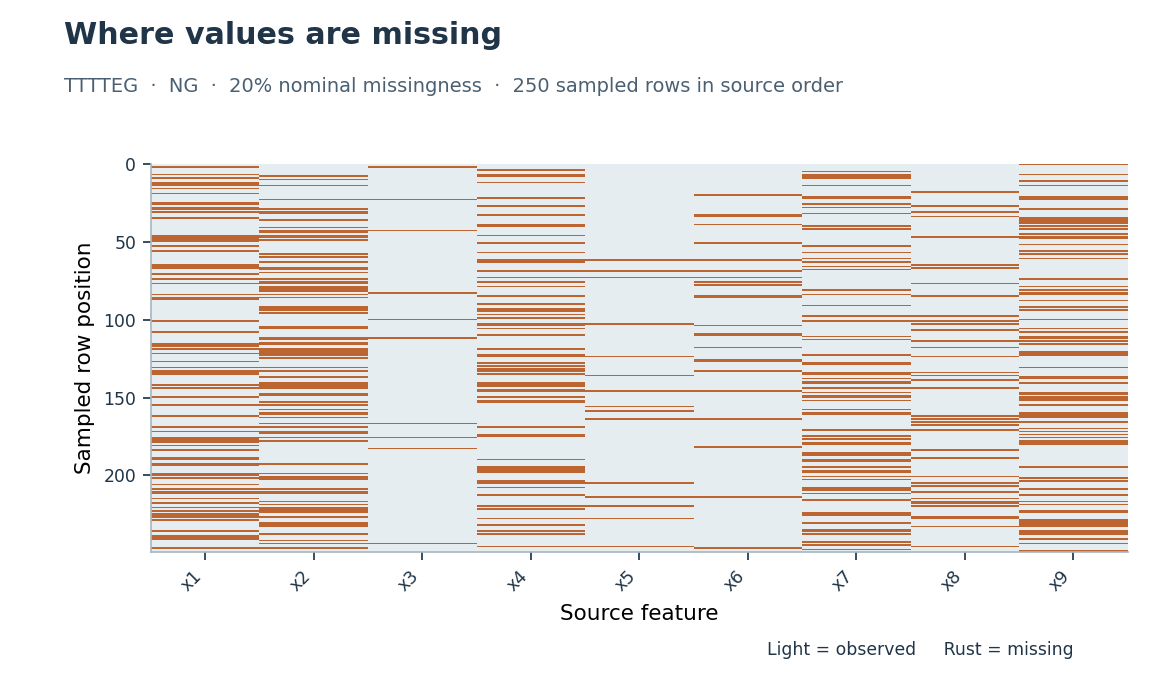 Where values are missing
TTTTEG · NG · 20% nominal missingness · 250 sampled rows in source order
0
50
100
150
200
Sampled row position
x1 x2 x3 x4 x5 x6 x7 x8 x9
Source feature
Light = observed Rust = missing